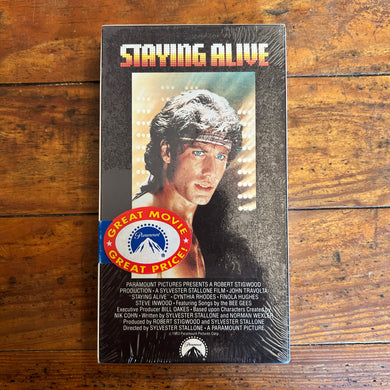 STAYING ALIVE
GREAT MOVIE
Paramount
GREAT PRICE!
PARAMOUNT PICTURES PRESENTS A ROBERT STIGWOOD
PRODUCTION · A SYLVESTER STALLONE FILM · JOHN TRAVOLTA
"STAYING ALIVE" · CYNTHIA RHODES · FINOLA HUGHES
STEVE INWOOD · Featuring Songs by the BEE GEES
Executive Producer BILL OAKES · Based upon Characters Created by
NIK COHN · Written by SYLVESTER STALLONE and NORMAN WEXLER
Produced by ROBERT STIGWOOD and SYLVESTER STALLONE
Directed by SYLVESTER STALLONE · A PARAMOUNT PICTURE
Paramount